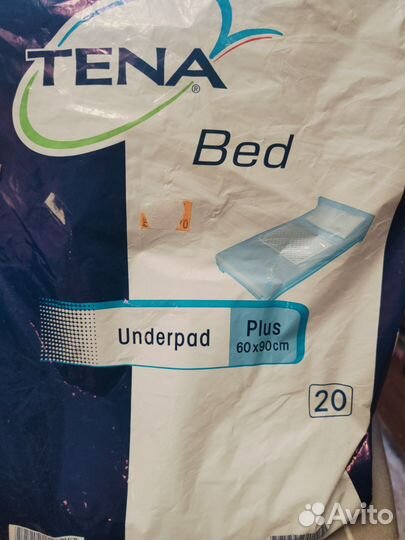 TENA®
Bed
Underpad
Plus
60x90cm
20
Avito